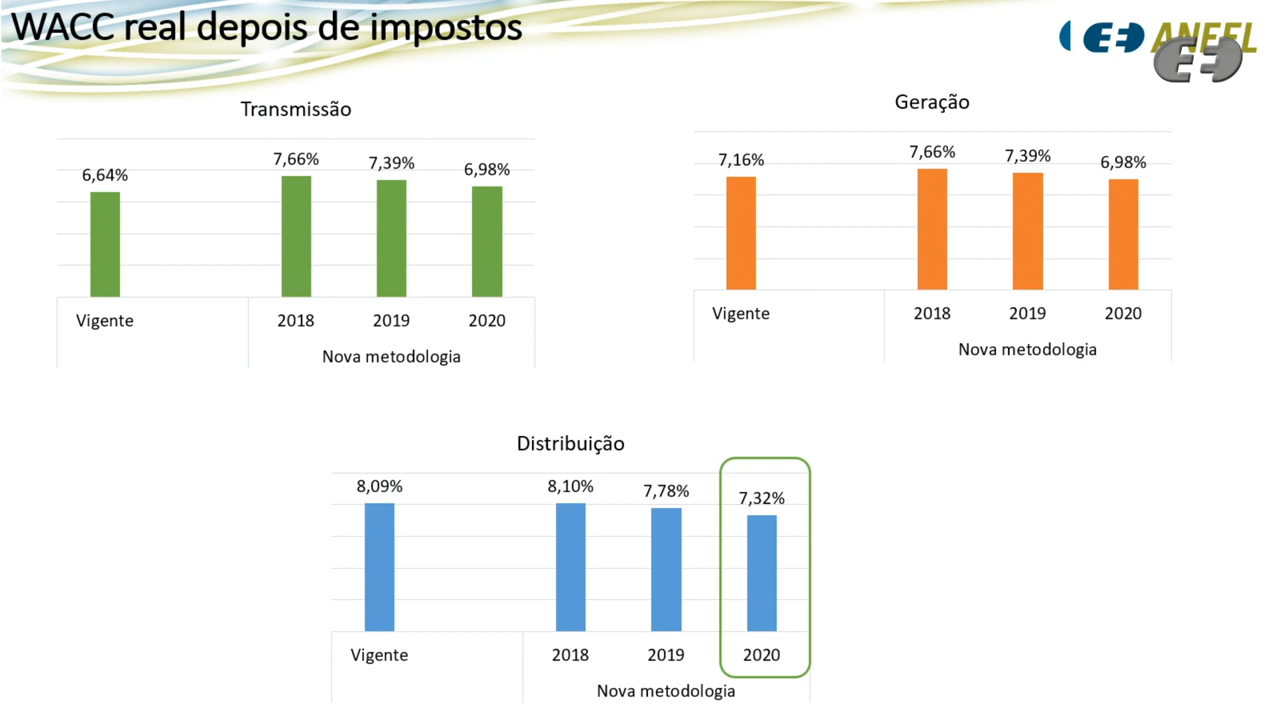 WACC real depois de impostos
ANEEL
Transmissão
6,64%
7,66%
7,39%
6,98%
Vigente
2018
2019
2020
Nova metodologia
Geração
7,16%
7,66%
7,39%
6,98%
Vigente
2018
2019
2020
Nova metodologia
Distribuição
8,09%
8,10%
7,78%
7,32%
Vigente
2018
2019
2020
Nova metodologia